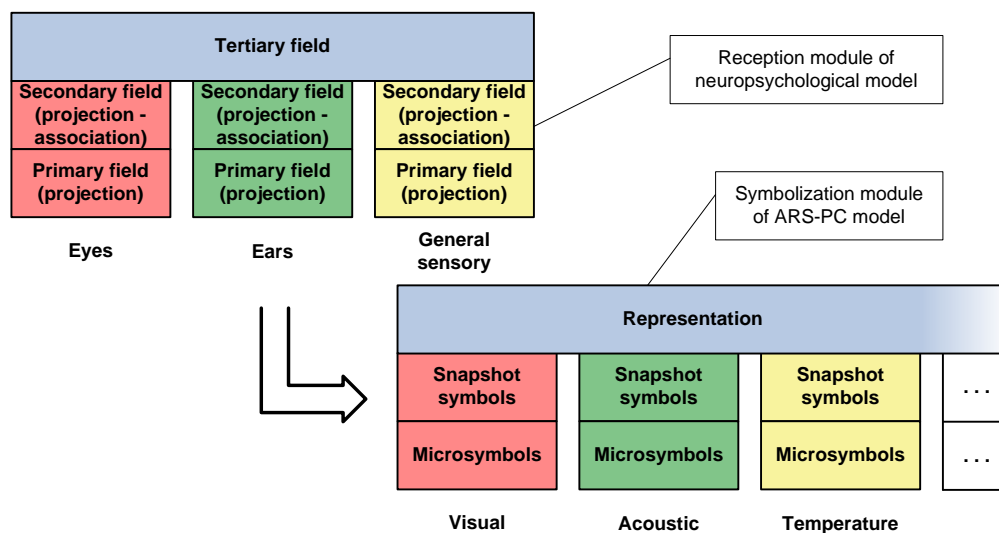 Tertiary field
Secondary field
(projection -
association)
Primary field
(projection)
Eyes
Secondary field
(projection -
association)
Primary field
(projection)
Ears
Secondary field
(projection -
association)
Primary field
(projection)
General
sensory
Reception module of
neuropsychological model
Symbolization module
of ARS-PC model
Representation
Snapshot
symbols
Microsymbols
Visual
Snapshot
symbols
Microsymbols
Acoustic
Snapshot
symbols
Microsymbols
Temperature
. . .
. . .